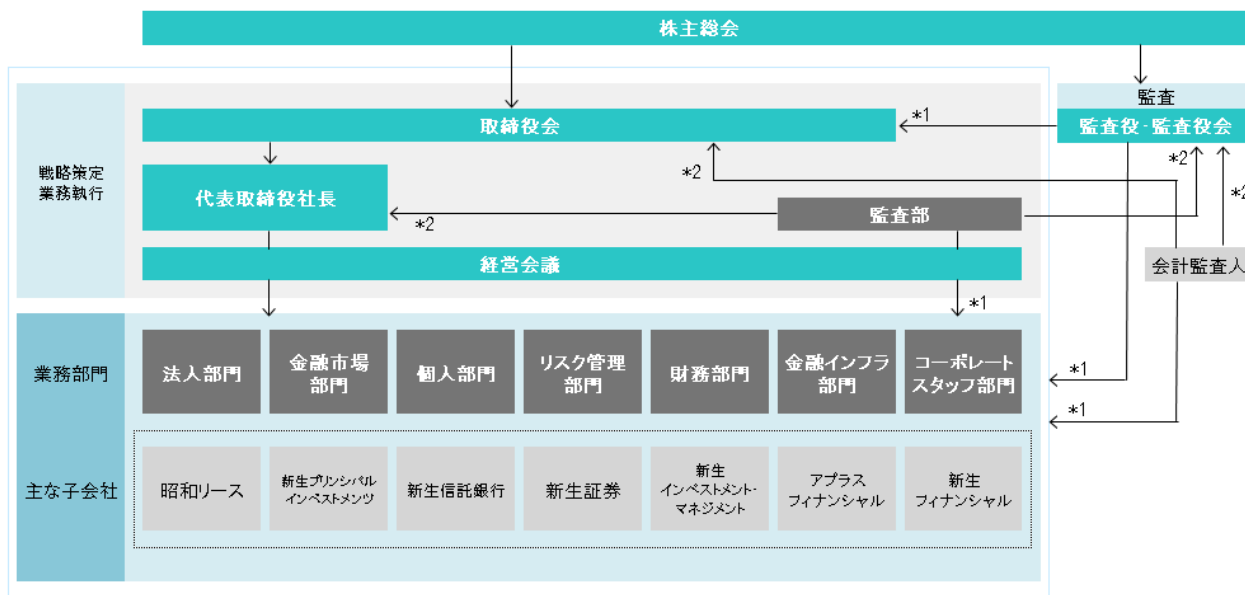 株主総会
監査
*1
取締役会
監査役・監査役会
*2
*2
戦略策定
業務執行
代表取締役社長
*2
*2
監査部
経営会議
会計監査人
*1
業務部門
法人部門
金融市場
部門
個人部門
リスク管理
部門
財務部門
金融インフラ
部門
コーポレート
スタッフ部門
*1
*1
主な子会社
昭和リース
新生プリンシパル
インベストメンツ
新生信託銀行
新生証券
新生
インベストメント・
マネジメント
アプラス
フィナンシャル
新生
フィナンシャル